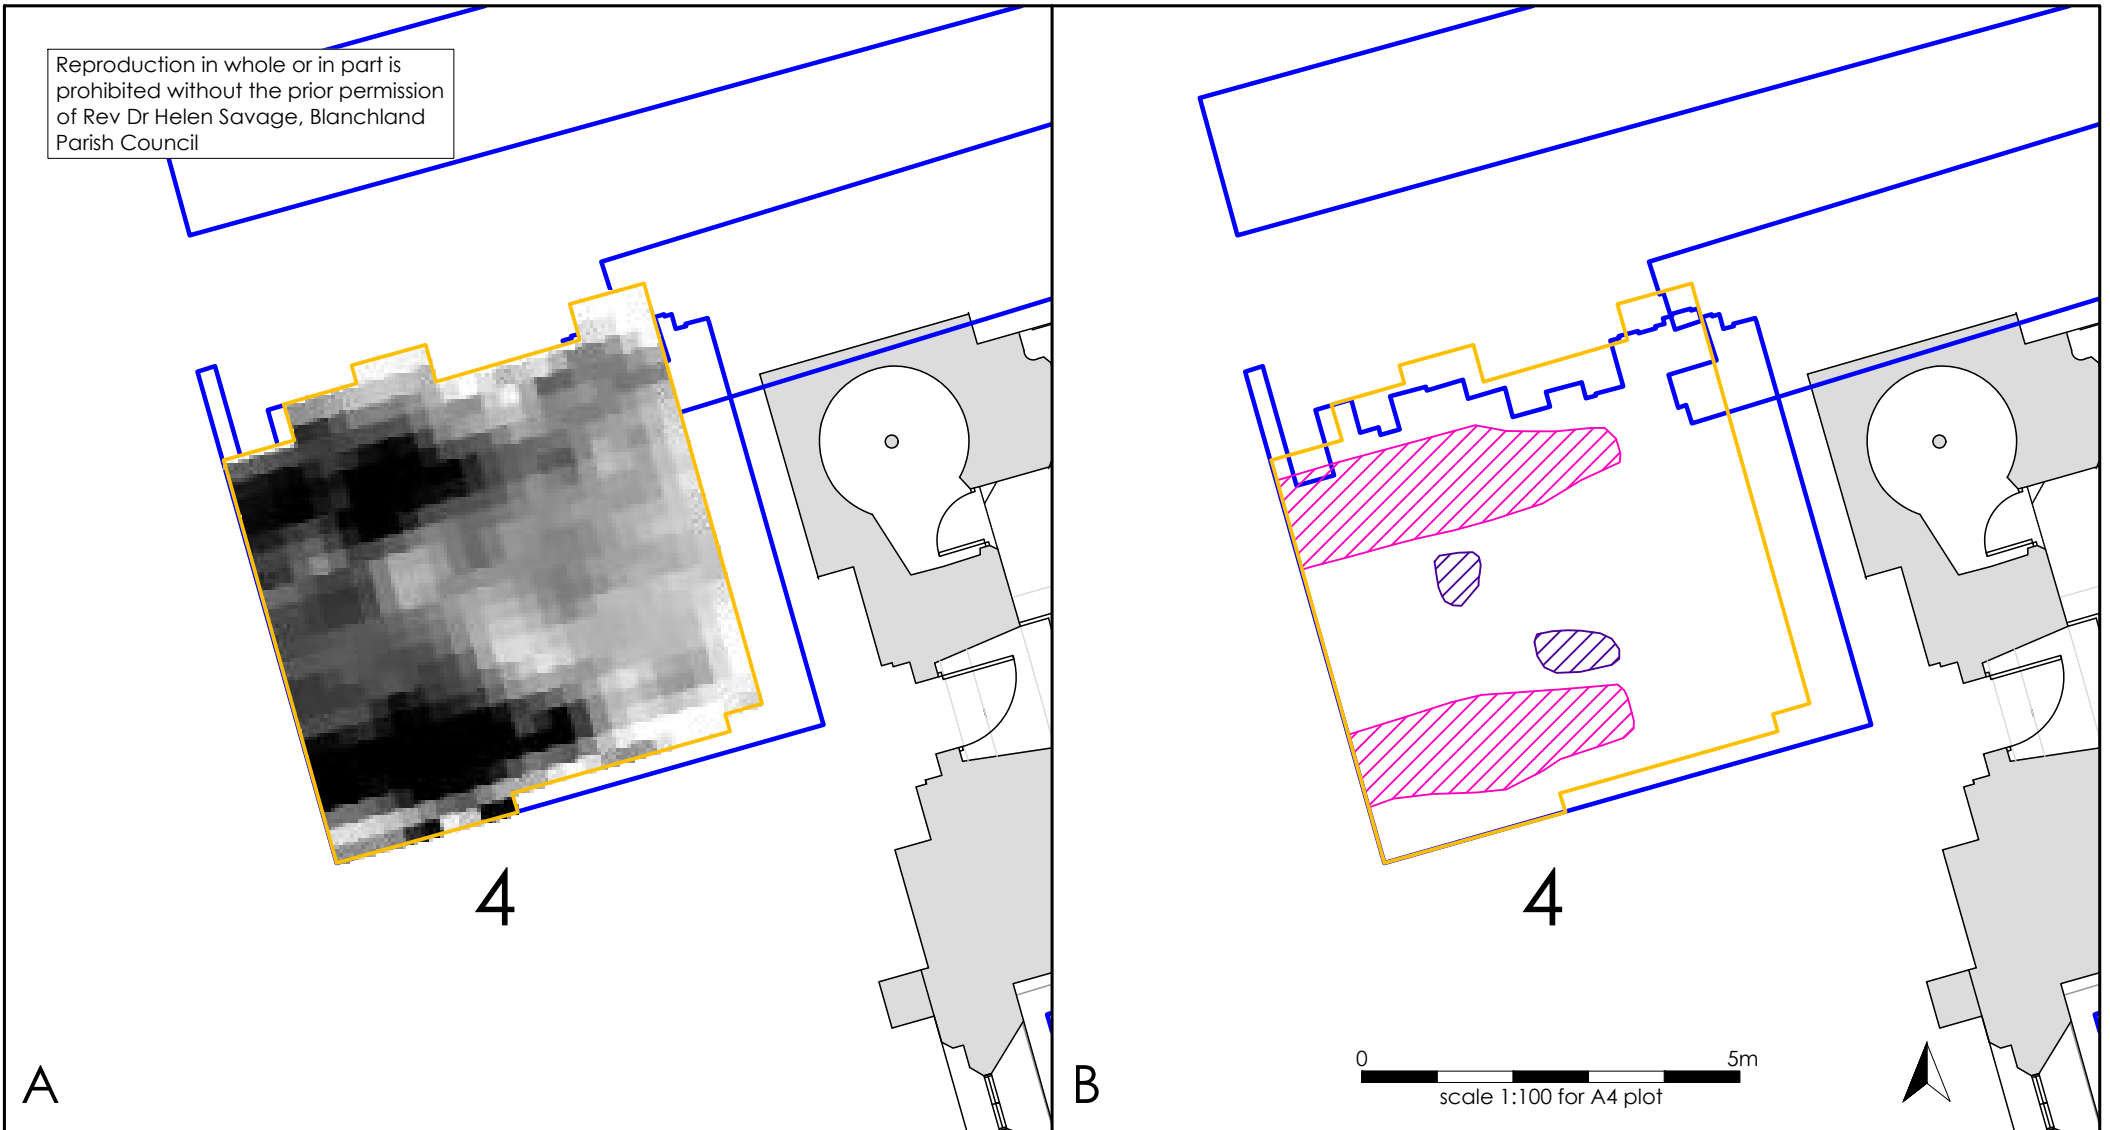 Reproduction in whole or in part is
prohibited without the prior permission
of Rev Dr Helen Savage, Blanchland
Parish Council
4
A
4
B
0 5m
scale 1:100 for A4 plot